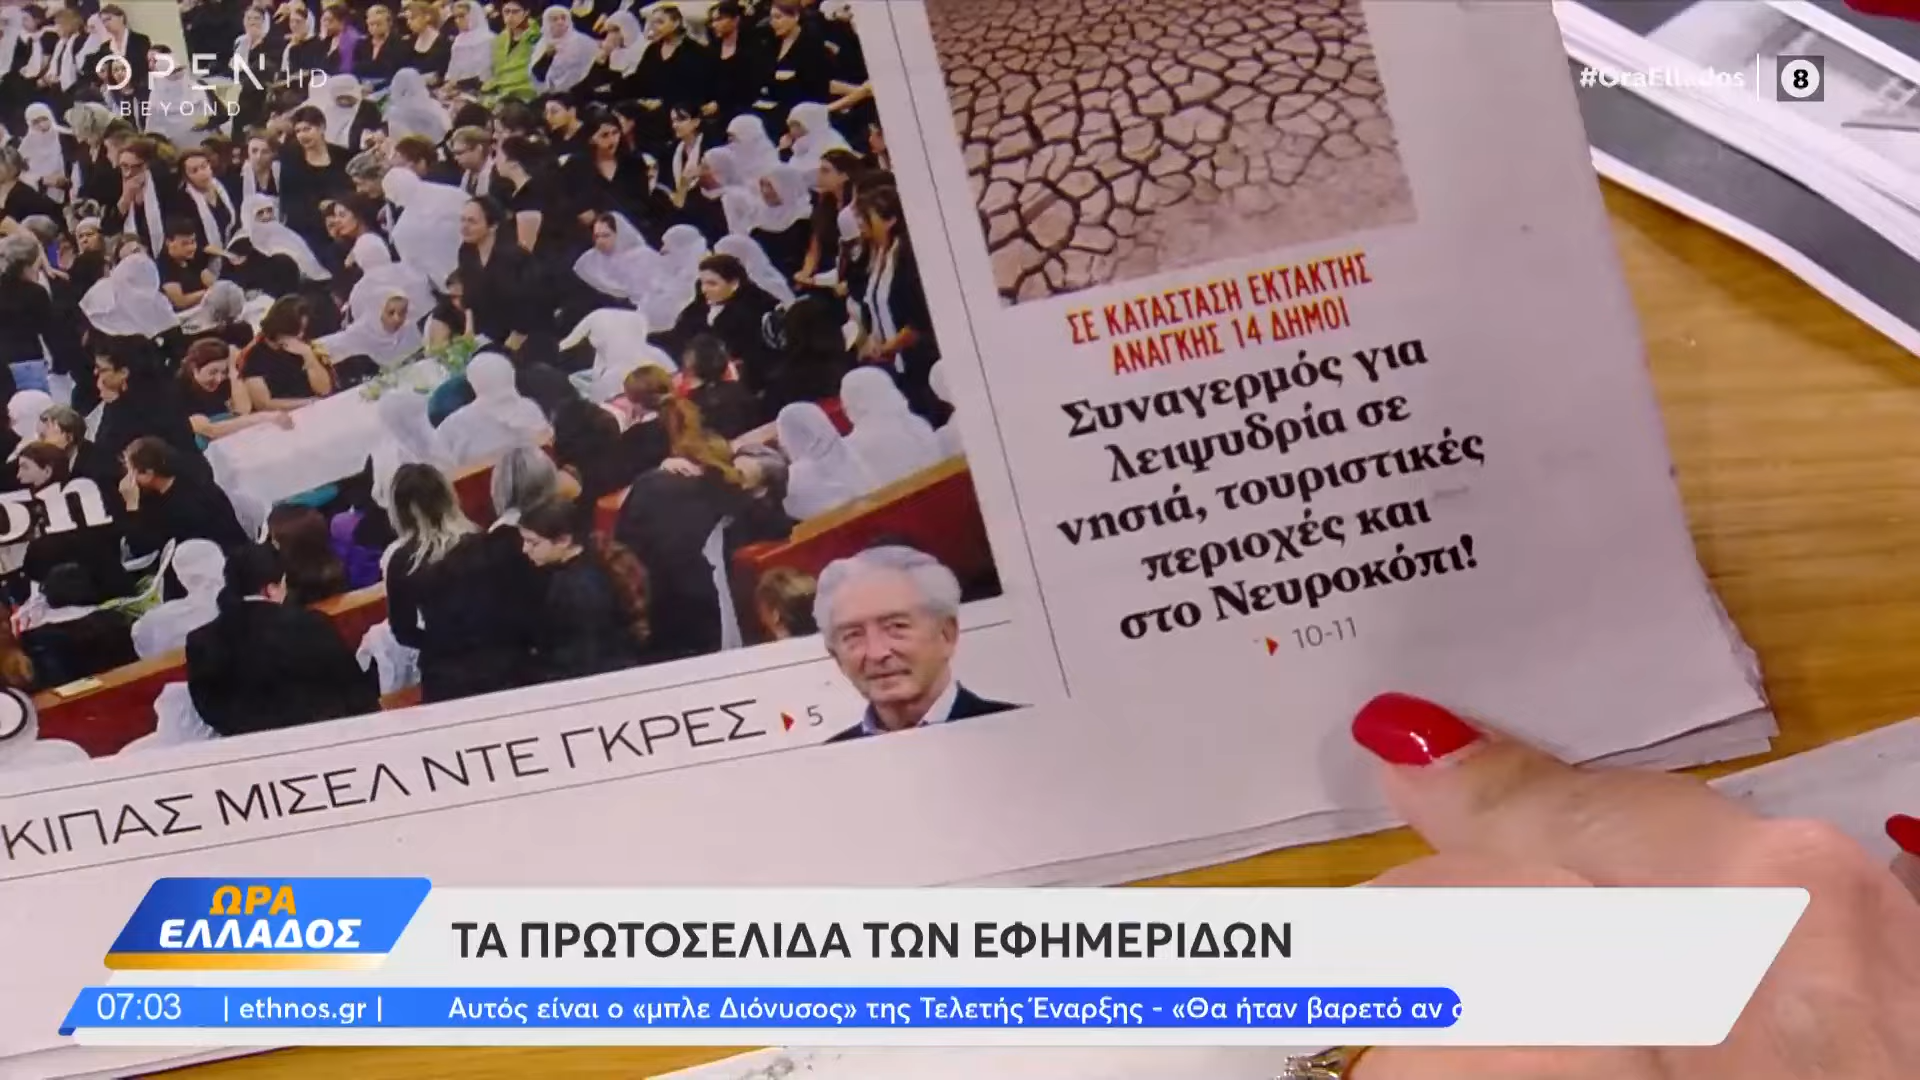 OPEN HD
BEYOND
#OraEllados
8
ΣΕ ΚΑΤΑΣΤΑΣΗ ΕΚΤΑΚΤΗΣ
ΑΝΑΓΚΗΣ 14 ΔΗΜΟΙ
Συναγερμός για
λειψυδρία σε
νησιά, τουριστικές
περιοχές και
στο Νευροκόπι!
10-11
ΚΙΠΑΣ ΜΙΣΕΛ ΝΤΕ ΓΚΡΕΣ 5
ΩΡΑ
ΕΛΛΑΔΟΣ
ΤΑ ΠΡΩΤΟΣΕΛΙΔΑ ΤΩΝ ΕΦΗΜΕΡΙΔΩΝ
07:03 | ethnos.gr | Αυτός είναι ο «μπλε Διόνυσος» της Τελετής Έναρξης - «Θα ήταν βαρετό αν